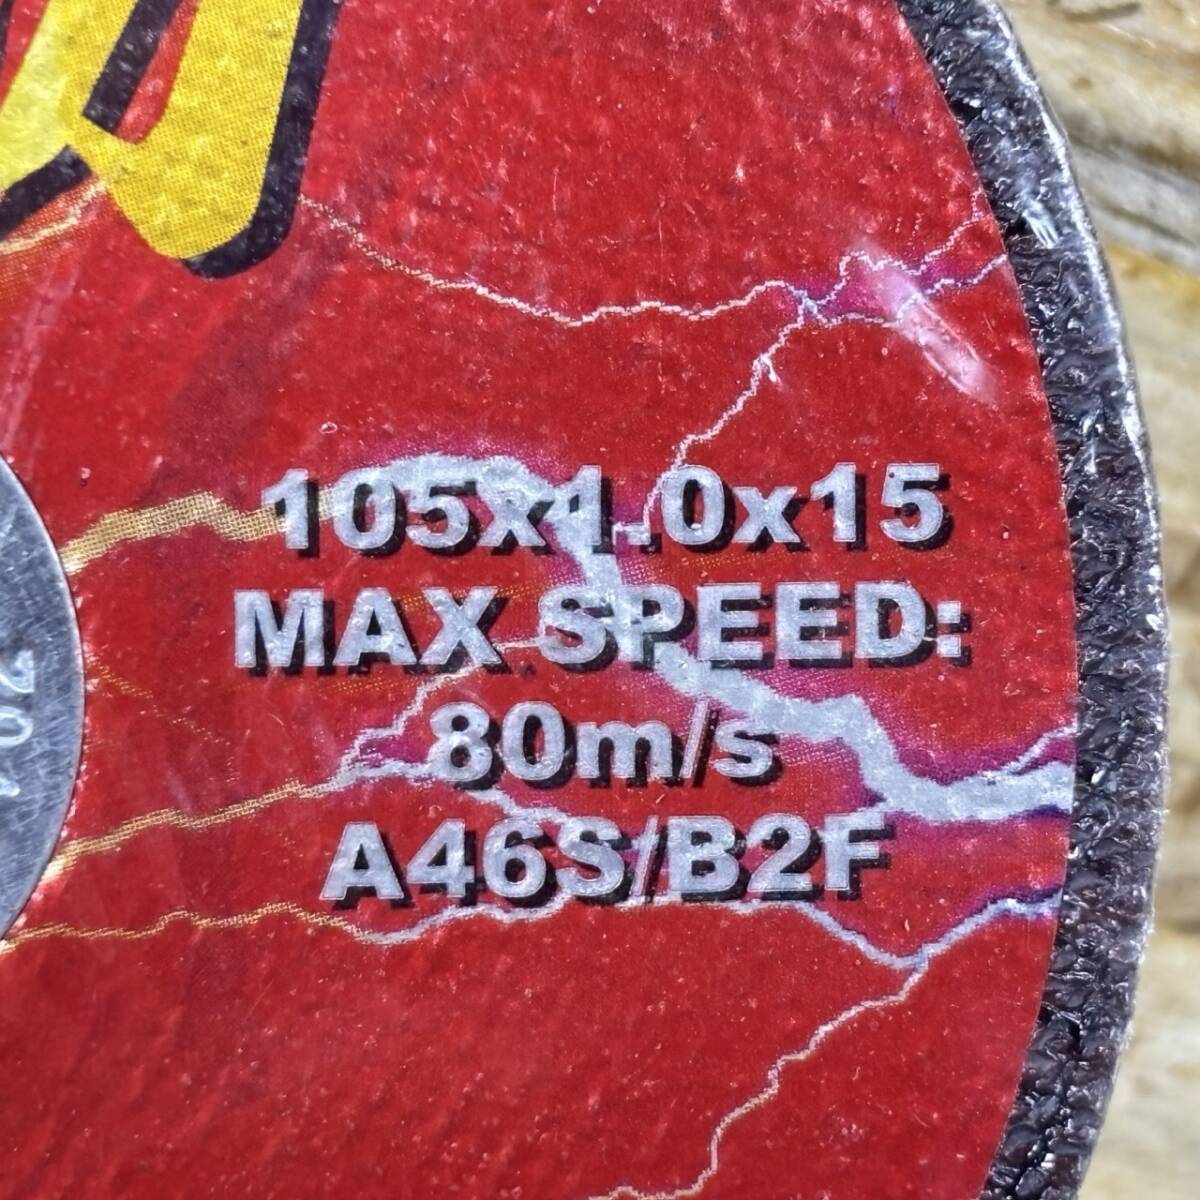 105x1.0x15
MAX SPEED:
80m/s
A46S/B2F